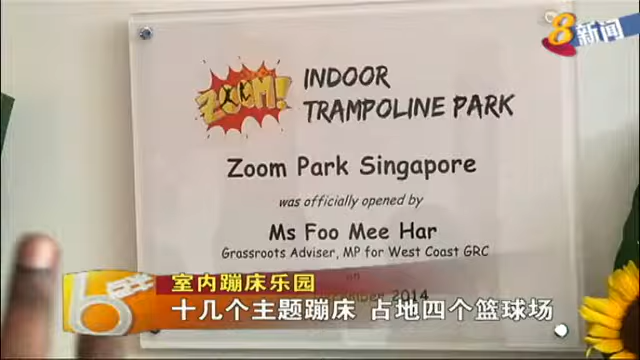 8新闻
ZOOM!
INDOOR
TRAMPOLINE PARK
Zoom Park Singapore
was officially opened by
Ms Foo Mee Har
Grassroots Adviser, MP for West Coast GRC
on
2014
室内蹦床乐园
十几个主题蹦床 占地四个篮球场